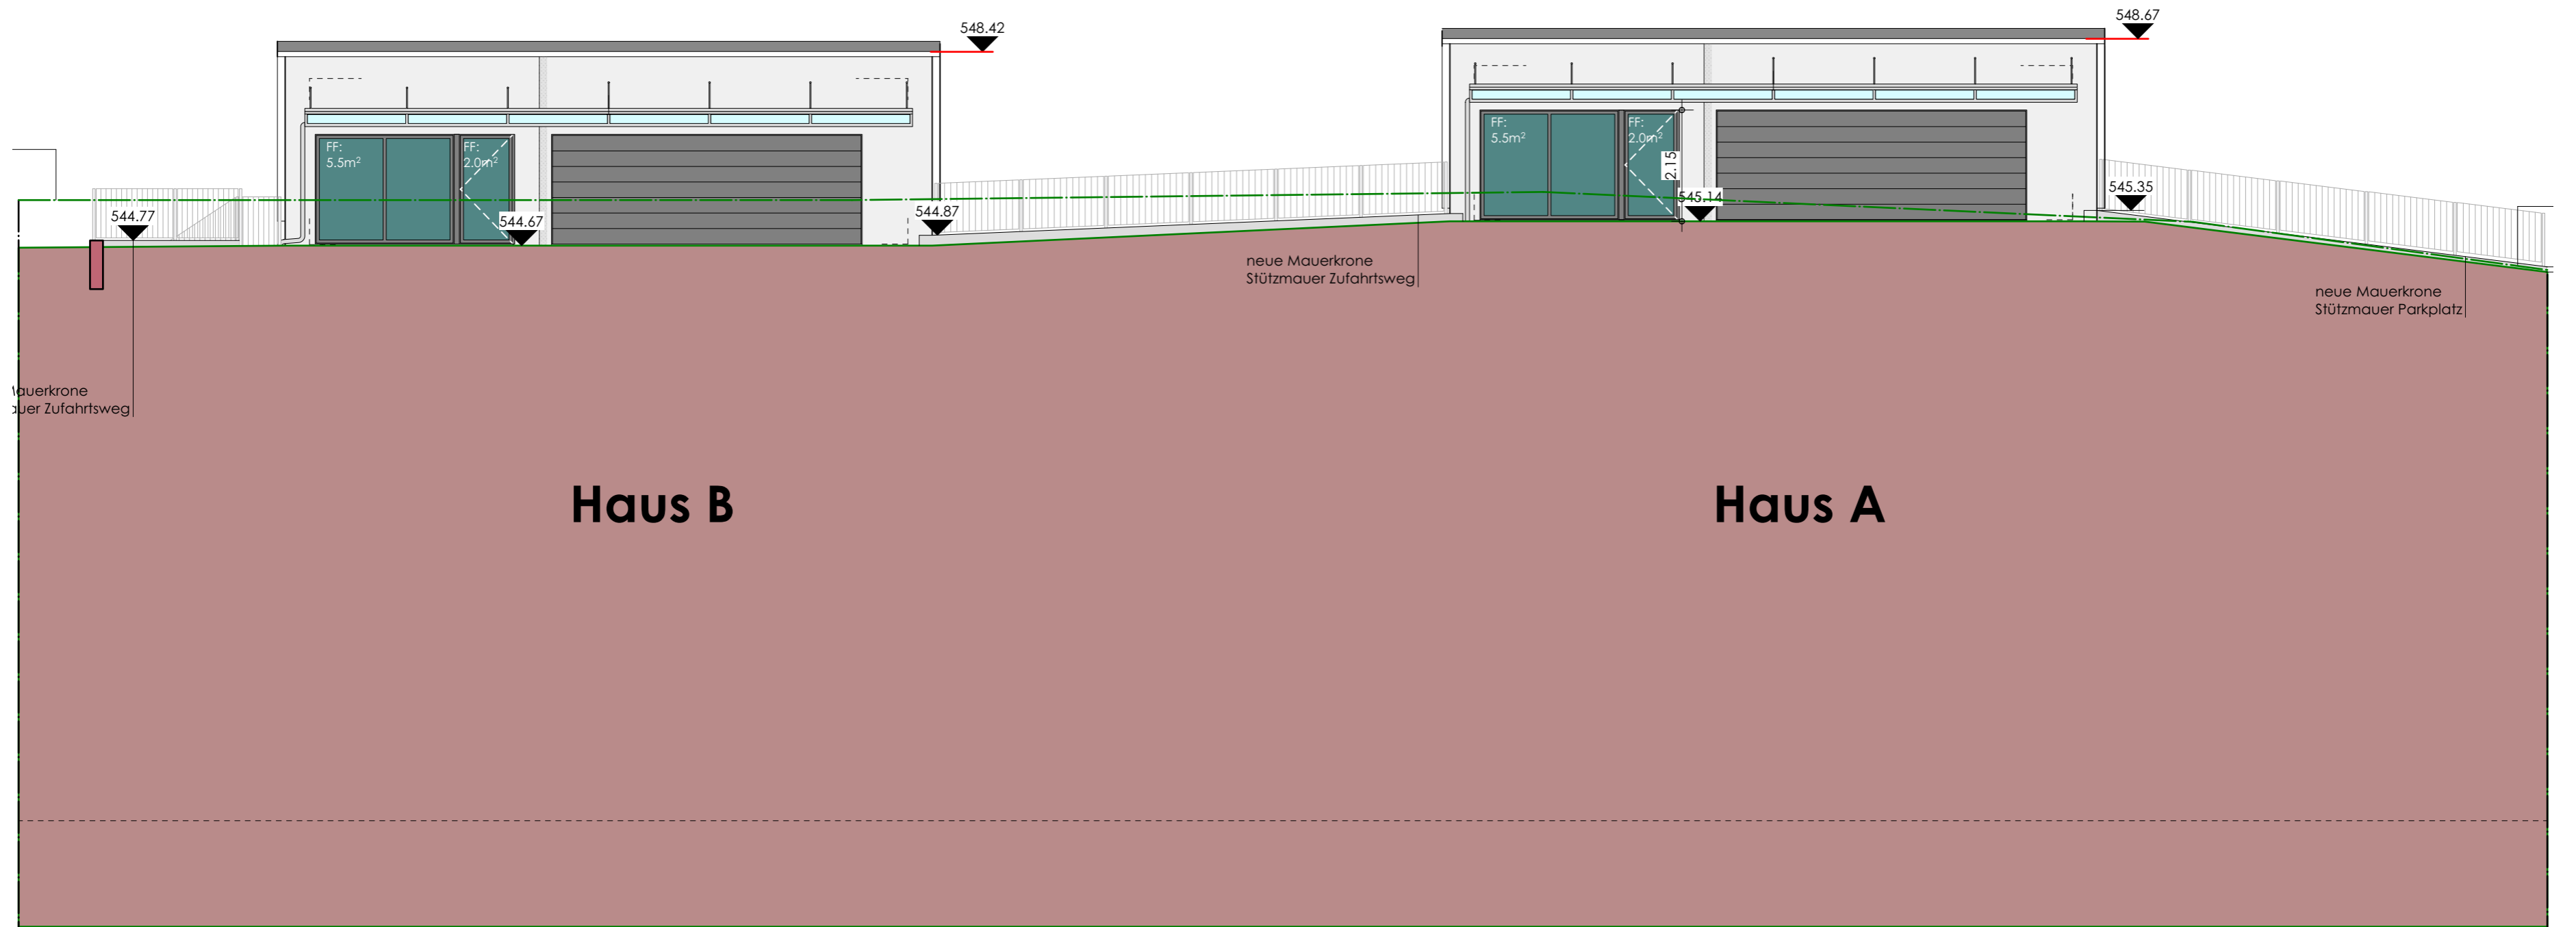 548.42
548.67
FF:
5.5m²
FF:
2.0m²
544.77
544.67
544.87
FF:
5.5m²
FF:
2.0m²
2.15
545.14
545.35
neue Mauerkrone
Stützmauer Zufahrtsweg
neue Mauerkrone
Stützmauer Parkplatz
Zufahrtsweg
Haus B
Haus A